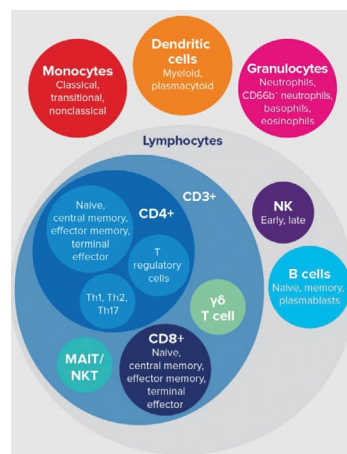 Monocytes
Classical,
transitional,
nonclassical
Dendritic
cells
Myeloid,
plasmacytoid
Granulocytes
Neutrophils,
CD66b⁻ neutrophils,
basophils,
eosinophils
Lymphocytes
CD3+
CD4+
Naive,
central memory,
effector memory,
terminal
effector
T
regulatory
cells
Th1, Th2,
Th17
NK
Early, late
B cells
Naive, memory,
plasmablasts
γδ
T cell
MAIT/
NKT
CD8+
Naive,
central memory,
effector memory,
terminal
effector